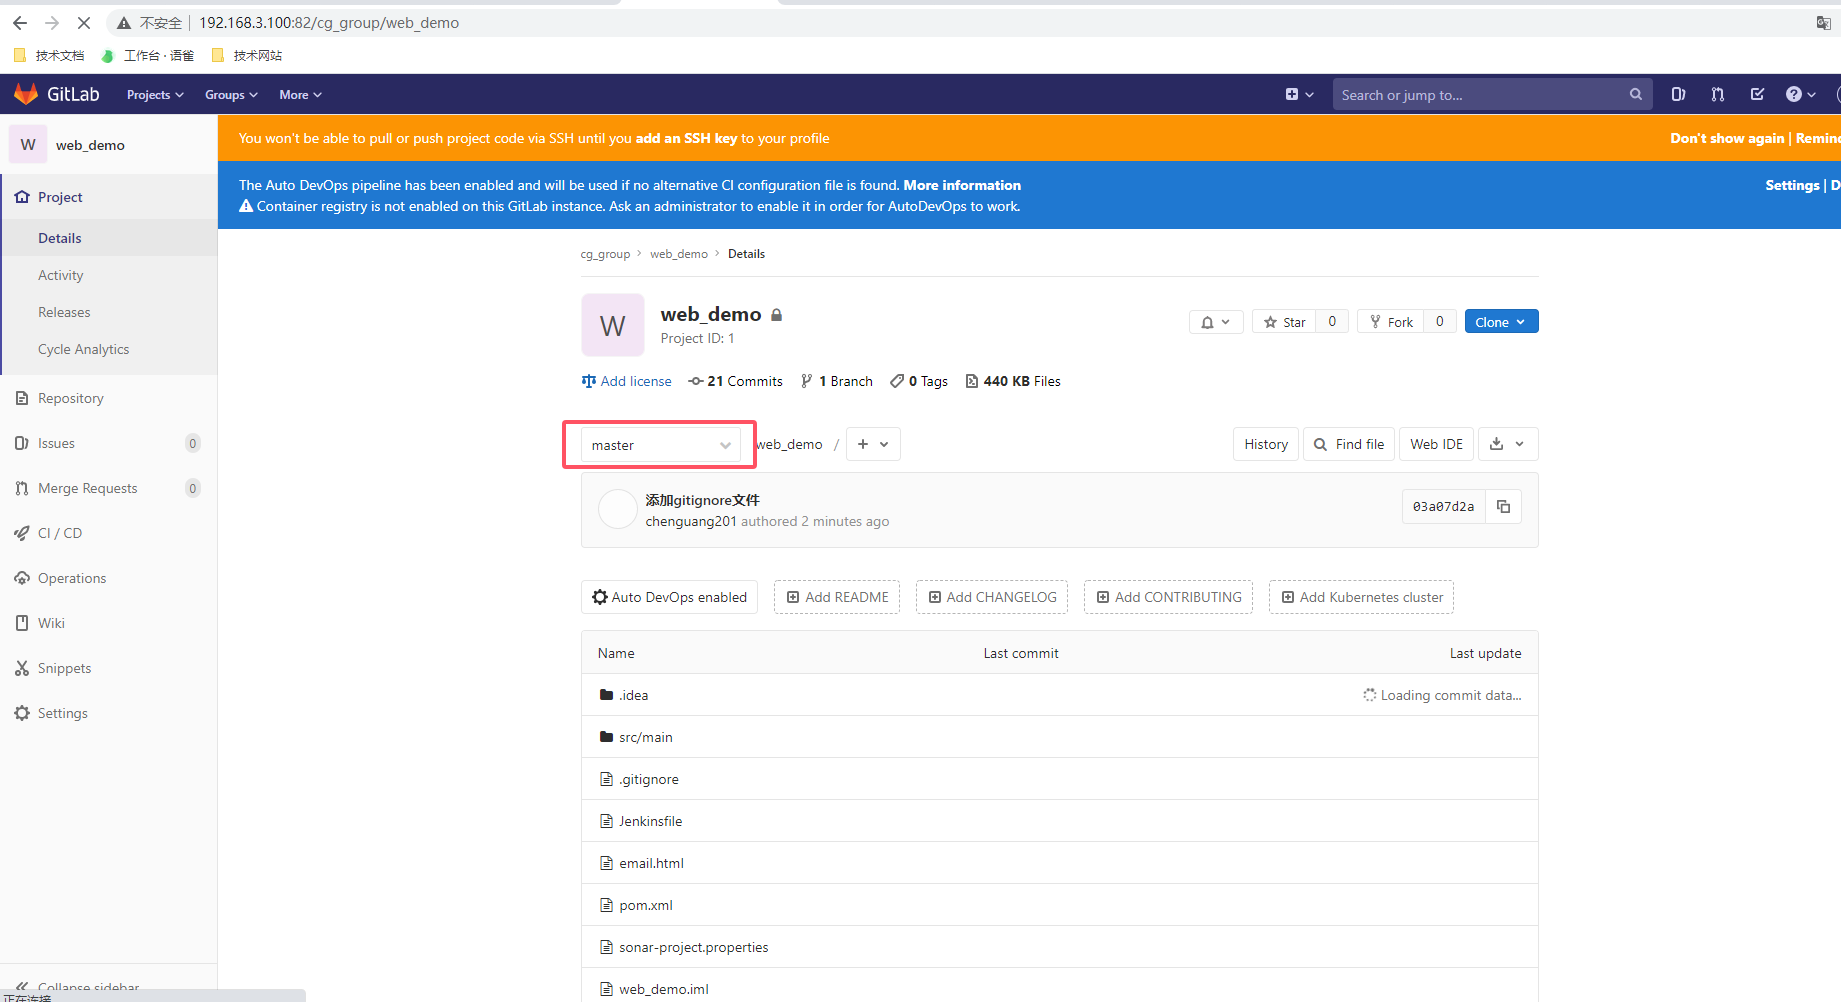 不安全 192.168.3.100:82/cg_group/web_demo
技术文档 工作台 · 语雀 技术网站
GitLab Projects Groups More Search or jump to...
W web_demo
You won't be able to pull or push project code via SSH until you add an SSH key to your profile Don't show again |
Project
The Auto DevOps pipeline has been enabled and will be used if no alternative CI configuration file is found. More information Settings |
Container registry is not enabled on this GitLab instance. Ask an administrator to enable it in order for AutoDevOps to work.
Details
Activity
Releases
Cycle Analytics
Repository
Issues 0
Merge Requests 0
CI / CD
Operations
Wiki
Snippets
Settings
Collapse sidebar
cg_group > web_demo > Details
W
web_demo
Project ID: 1
Star 0 Fork 0 Clone
Add license 21 Commits 1 Branch 0 Tags 440 KB Files
master web_demo / + History Find file Web IDE
添加gitignore文件
chenguang201 authored 2 minutes ago
03a07d2a
Auto DevOps enabled Add README Add CHANGELOG Add CONTRIBUTING Add Kubernetes cluster
Name Last commit Last update
.idea Loading commit data...
src/main
.gitignore
Jenkinsfile
email.html
pom.xml
sonar-project.properties
web_demo.iml